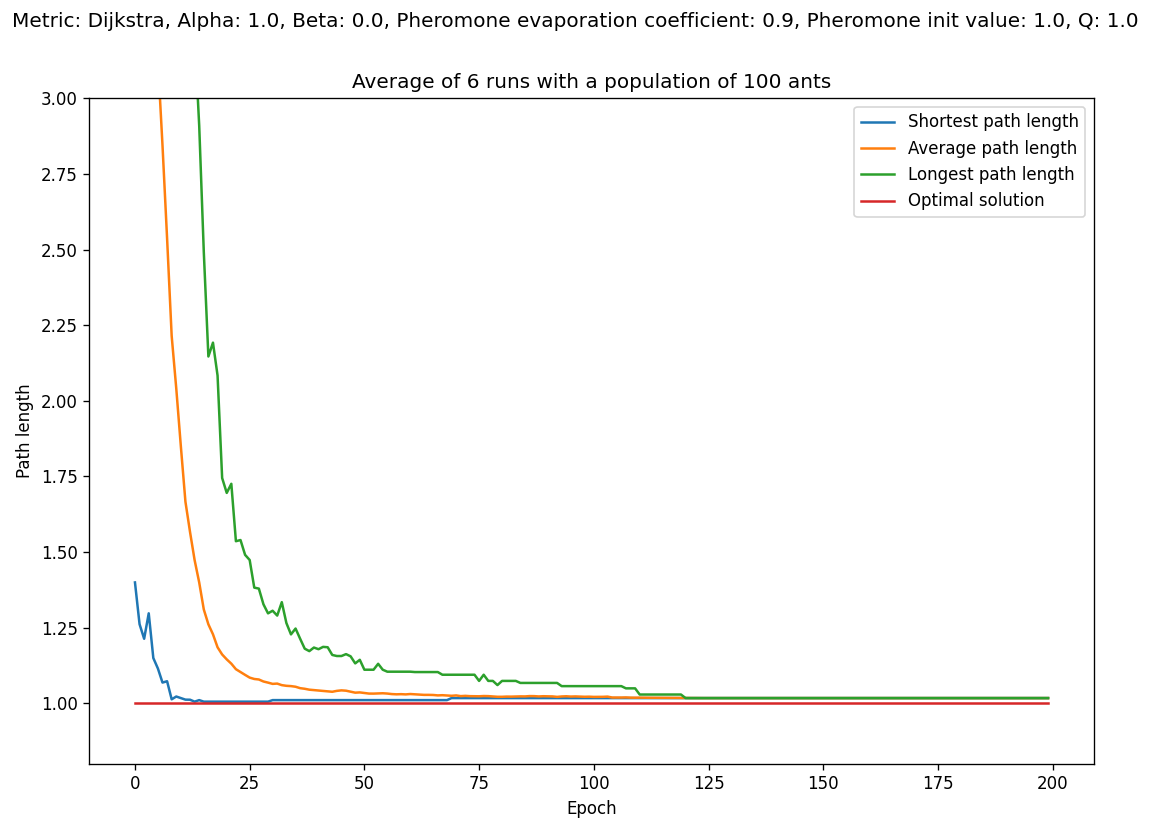 Metric: Dijkstra, Alpha: 1.0, Beta: 0.0, Pheromone evaporation coefficient: 0.9, Pheromone init value: 1.0, Q: 1.0
Average of 6 runs with a population of 100 ants
Shortest path length
Average path length
Longest path length
Optimal solution
Path length
3.00
2.75
2.50
2.25
2.00
1.75
1.50
1.25
1.00
0 25 50 75 100 125 150 175 200
Epoch